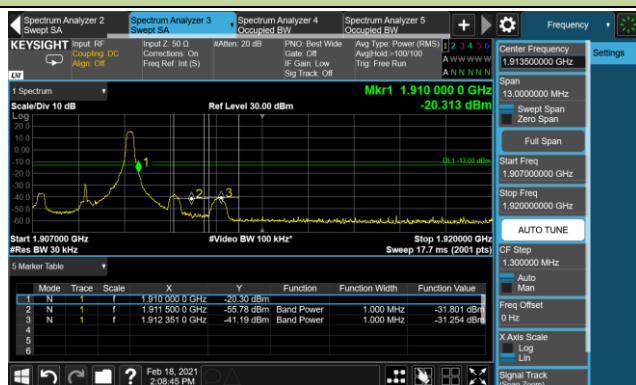 Spectrum Analyzer 2
Swept SA
Spectrum Analyzer 3
Swept SA
Spectrum Analyzer 4
Occupied BW
Spectrum Analyzer 5
Occupied BW
+
Frequency
KEYSIGHT
Input: RF
Coupling: DC
Align: Off
Input Z: 50 Ω
Corrections: On
Freq Ref: Int (S)
#Atten: 20 dB
PNO: Best Wide
Gate: Off
IF Gain: Low
Sig Track: Off
Avg Type: Power (RMS)
Avg|Hold:>100/100
Trig: Free Run
1 2 3 4 5 6
A W W W W W
A N N N N N
LXI
1 Spectrum
Scale/Div 10 dB
Ref Level 30.00 dBm
Mkr1 1.910 000 0 GHz
-20.313 dBm
Log
20.0
10.0
0.00
-10.0
-20.0
-30.0
-40.0
-50.0
-60.0
1
2
3
DL1 -13.00 dBm
Start 1.907000 GHz
#Res BW 30 kHz
#Video BW 100 kHz*
Stop 1.920000 GHz
Sweep 17.7 ms (2001 pts)
5 Marker Table
Mode Trace Scale X Y Function Function Width Function Value
1 N 1 f 1.910 000 0 GHz -20.30 dBm
2 N 1 f 1.911 500 0 GHz -55.78 dBm Band Power 1.000 MHz -31.801 dBm
3 N 1 f 1.912 351 0 GHz -41.19 dBm Band Power 1.000 MHz -31.254 dBm
4
5
6
Feb 18, 2021
2:08:45 PM
?
Center Frequency
1.913500000 GHz
Settings
Span
13.0000000 MHz
Swept Span
Zero Span
Full Span
Start Freq
1.907000000 GHz
Stop Freq
1.920000000 GHz
AUTO TUNE
CF Step
1.300000 MHz
Auto
Man
Freq Offset
0 Hz
X Axis Scale
Log
Lin
Signal Track
(Span Zoom)